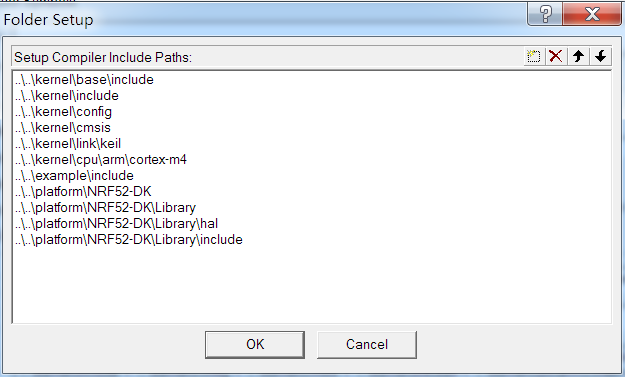 Folder Setup
?
Setup Compiler Include Paths:
..\..\kernel\base\include
..\..\kernel\include
..\..\kernel\config
..\..\kernel\cmsis
..\..\kernel\link\keil
..\..\kernel\cpu\arm\cortex-m4
..\..\example\include
..\..\platform\NRF52-DK
..\..\platform\NRF52-DK\Library
..\..\platform\NRF52-DK\Library\hal
..\..\platform\NRF52-DK\Library\include
OK Cancel